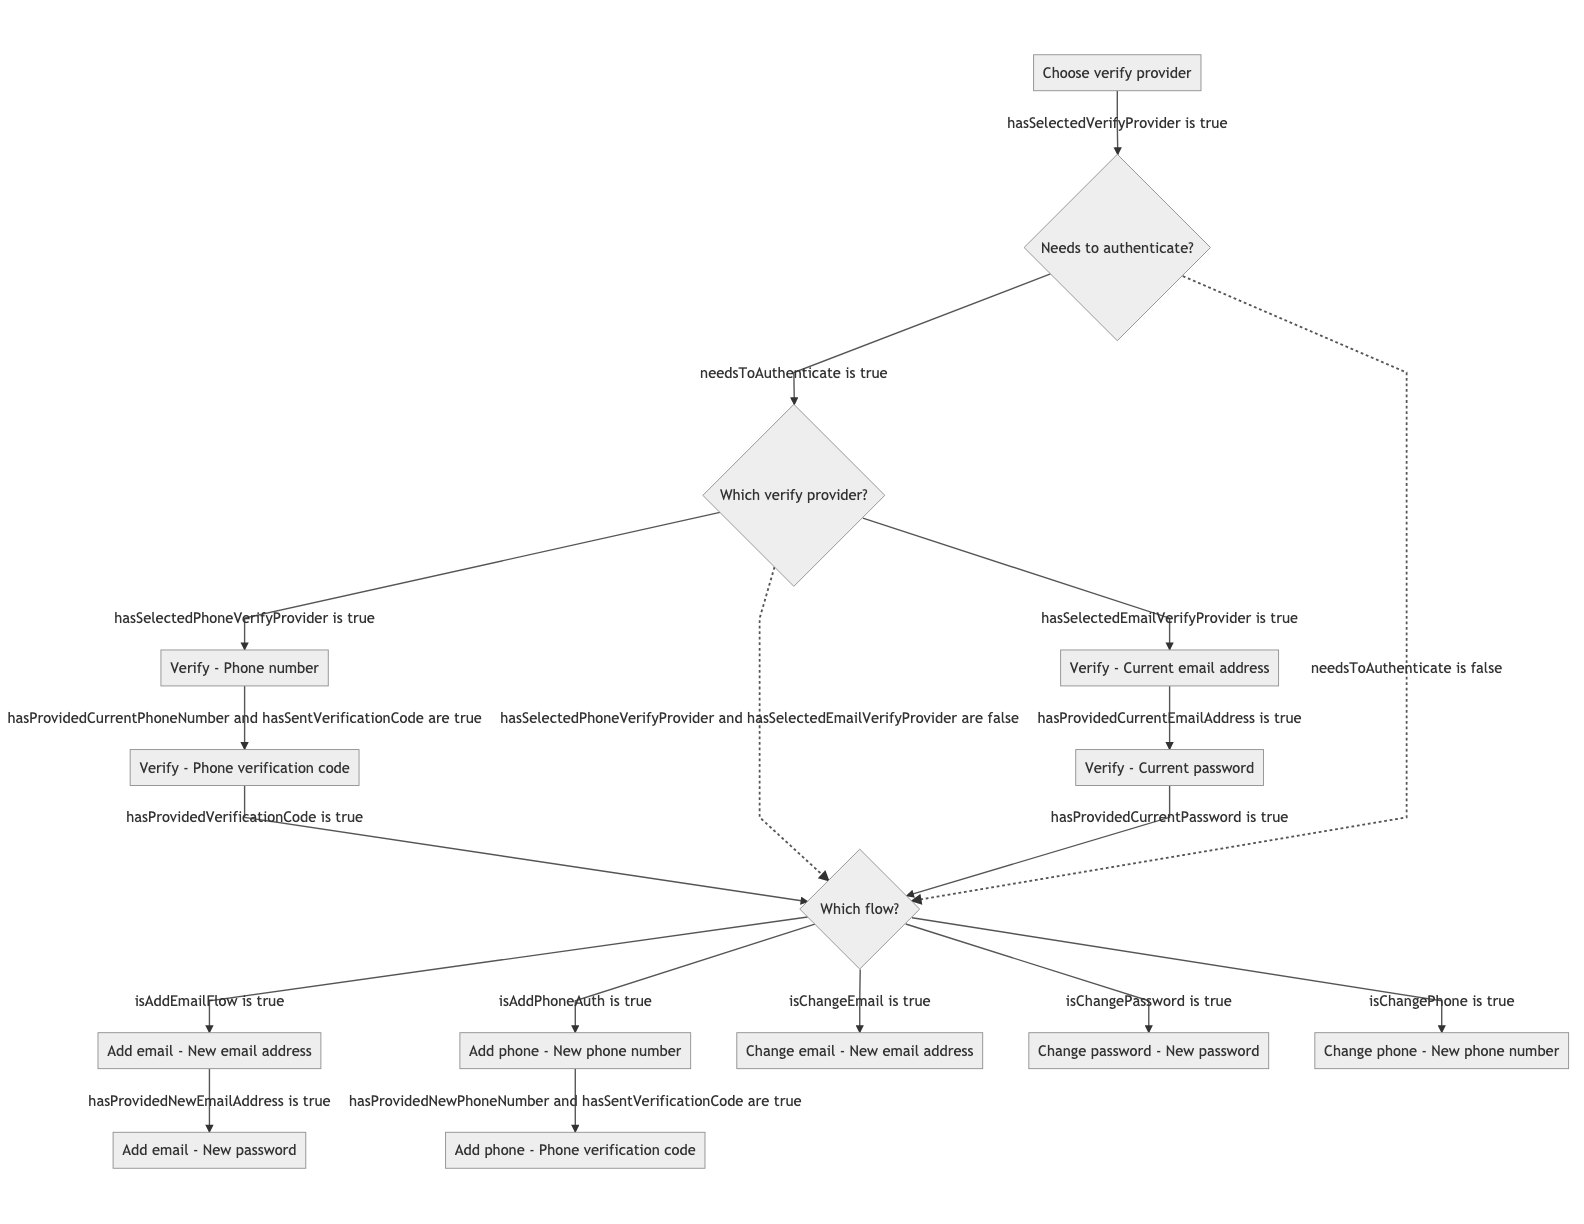 Choose verify provider
hasSelectedVerifyProvider is true
Needs to authenticate?
needsToAuthenticate is true
Which verify provider?
hasSelectedPhoneVerifyProvider is true
hasSelectedEmailVerifyProvider is true
Verify - Phone number
Verify - Current email address
needsToAuthenticate is false
hasProvidedCurrentPhoneNumber and hasSentVerificationCode are true
hasSelectedPhoneVerifyProvider and hasSelectedEmailVerifyProvider are false
hasProvidedCurrentEmailAddress is true
Verify - Phone verification code
Verify - Current password
hasProvidedVerificationCode is true
hasProvidedCurrentPassword is true
Which flow?
isAddEmailFlow is true
isAddPhoneAuth is true
isChangeEmail is true
isChangePassword is true
isChangePhone is true
Add email - New email address
Add phone - New phone number
Change email - New email address
Change password - New password
Change phone - New phone number
hasProvidedNewEmailAddress is true
hasProvidedNewPhoneNumber and hasSentVerificationCode are true
Add email - New password
Add phone - Phone verification code